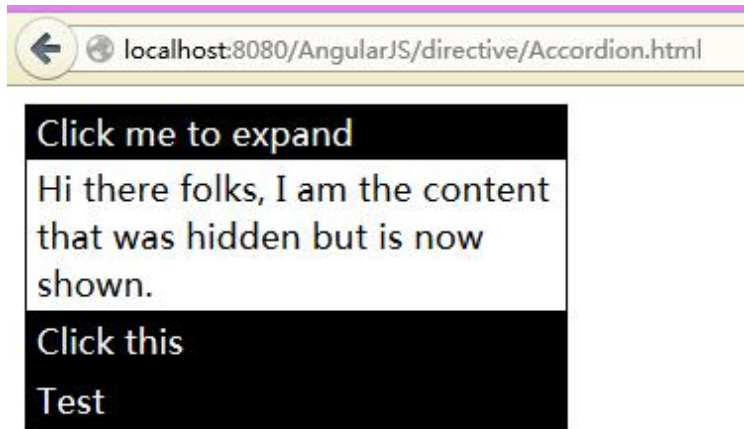 localhost:8080/AngularJS/directive/Accordion.html
Click me to expand
Hi there folks, I am the content
that was hidden but is now
shown.
Click this
Test